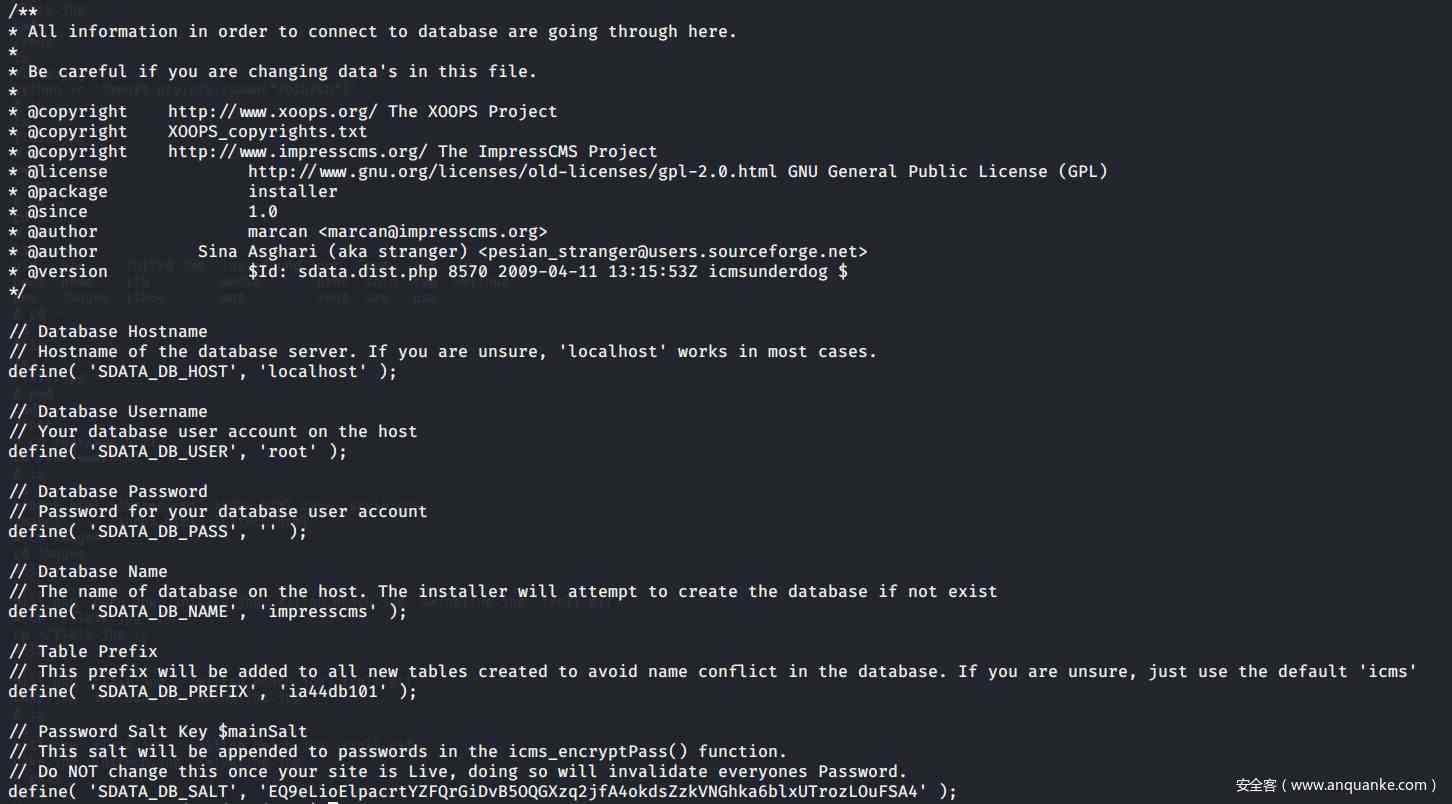 /**
* All information in order to connect to database are going through here.
*
* Be careful if you are changing data's in this file.
*
* @copyright    http://www.xoops.org/ The XOOPS Project
* @copyright    XOOPS_copyrights.txt
* @copyright    http://www.impresscms.org/ The ImpressCMS Project
* @license              http://www.gnu.org/licenses/old-licenses/gpl-2.0.html GNU General Public License (GPL)
* @package              installer
* @since                1.0
* @author               marcan <marcan@impresscms.org>
* @author          Sina Asghari (aka stranger) <pesian_stranger@users.sourceforge.net>
* @version              $Id: sdata.dist.php 8570 2009-04-11 13:15:53Z icmsunderdog $
*/
// Database Hostname
// Hostname of the database server. If you are unsure, 'localhost' works in most cases.
define( 'SDATA_DB_HOST', 'localhost' );
// Database Username
// Your database user account on the host
define( 'SDATA_DB_USER', 'root' );
// Database Password
// Password for your database user account
define( 'SDATA_DB_PASS', '' );
// Database Name
// The name of database on the host. The installer will attempt to create the database if not exist
define( 'SDATA_DB_NAME', 'impresscms' );
// Table Prefix
// This prefix will be added to all new tables created to avoid name conflict in the database. If you are unsure, just use the default 'icms'
define( 'SDATA_DB_PREFIX', 'ia44db101' );
// Password Salt Key $mainSalt
// This salt will be appended to passwords in the icms_encryptPass() function.
// Do NOT change this once your site is Live, doing so will invalidate everyones Password.
define( 'SDATA_DB_SALT', 'EQ9eLioElpacrtYZFQrGiDvB5OQGXzq2jfA4okdsZzkVNGhka6blxUTrozLOuFSA4' );
安全客（www.anquanke.com）